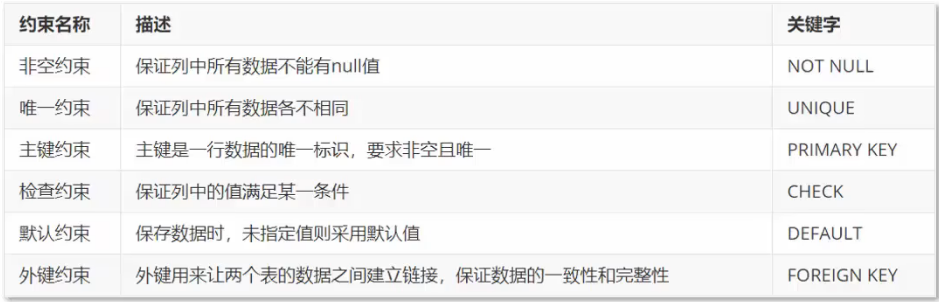 约束名称 描述 关键字
非空约束 保证列中所有数据不能有null值 NOT NULL
唯一约束 保证列中所有数据各不相同 UNIQUE
主键约束 主键是一行数据的唯一标识，要求非空且唯一 PRIMARY KEY
检查约束 保证列中的值满足某一条件 CHECK
默认约束 保存数据时，未指定值则采用默认值 DEFAULT
外键约束 外键用来让两个表的数据之间建立链接，保证数据的一致性和完整性 FOREIGN KEY